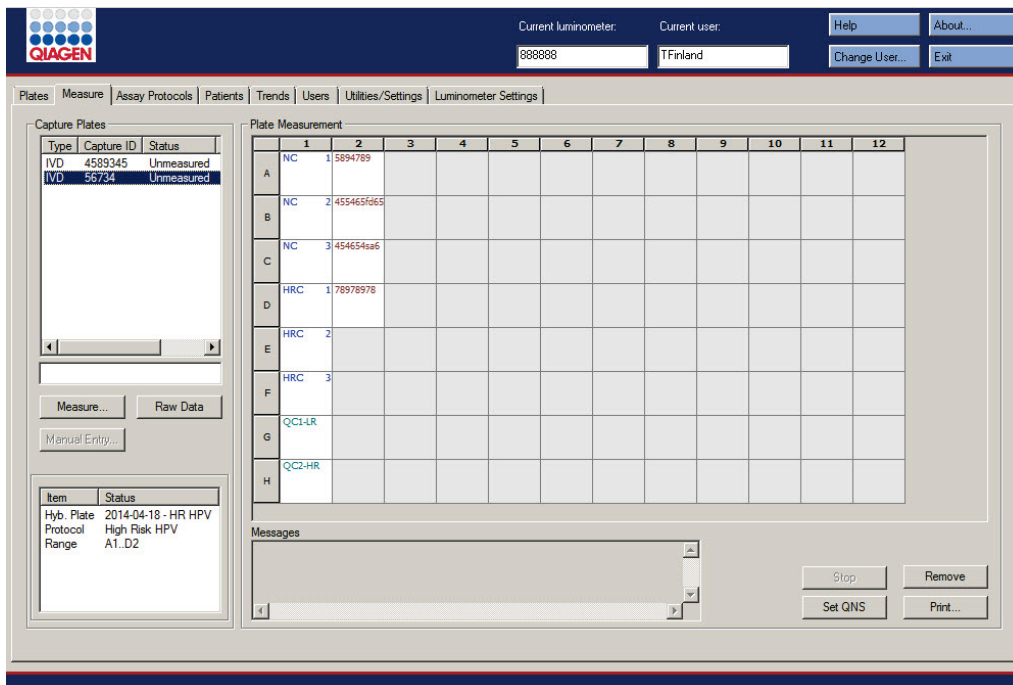 QIAGEN
Current luminometer: Current user:
888888 TFinland
Help About...
Change User... Exit
Plates Measure Assay Protocols Patients Trends Users Utilities/Settings Luminometer Settings
Capture Plates
Type Capture ID Status
IVD 4589345 Unmeasured
IVD 56734 Unmeasured
Measure... Raw Data
Manual Entry...
Item Status
Hyb. Plate 2014-04-18 - HR HPV
Protocol High Risk HPV
Range A1..D2
Plate Measurement
1 2 3 4 5 6 7 8 9 10 11 12
A NC 1 5894789
B NC 2 455465fd65
C NC 3 454654sa6
D HRC 1 78978978
E HRC 2
F HRC 3
G QC1-LR
H QC2-HR
Messages
Stop Remove
Set QNS Print...